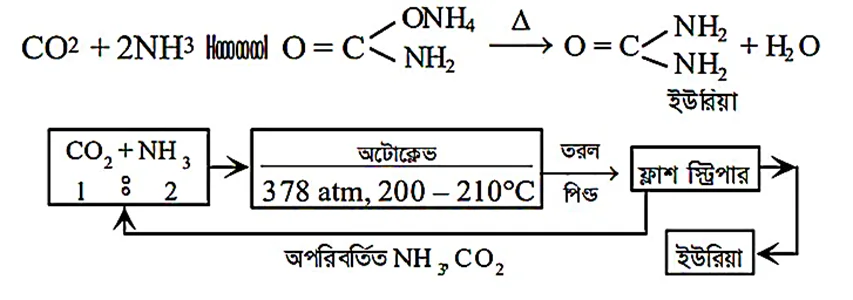 CO2 + 2NH3 O = C ONH4 NH2 Δ O = C NH2 NH2 + H2O
ইউরিয়া
CO2 + NH3
1 : 2
অটোক্লেভ
378 atm, 200 – 210°C
তরল
পিন্ড
ফ্লাশ স্ট্রিপার
অপরিবর্তিত NH3, CO2
ইউরিয়া